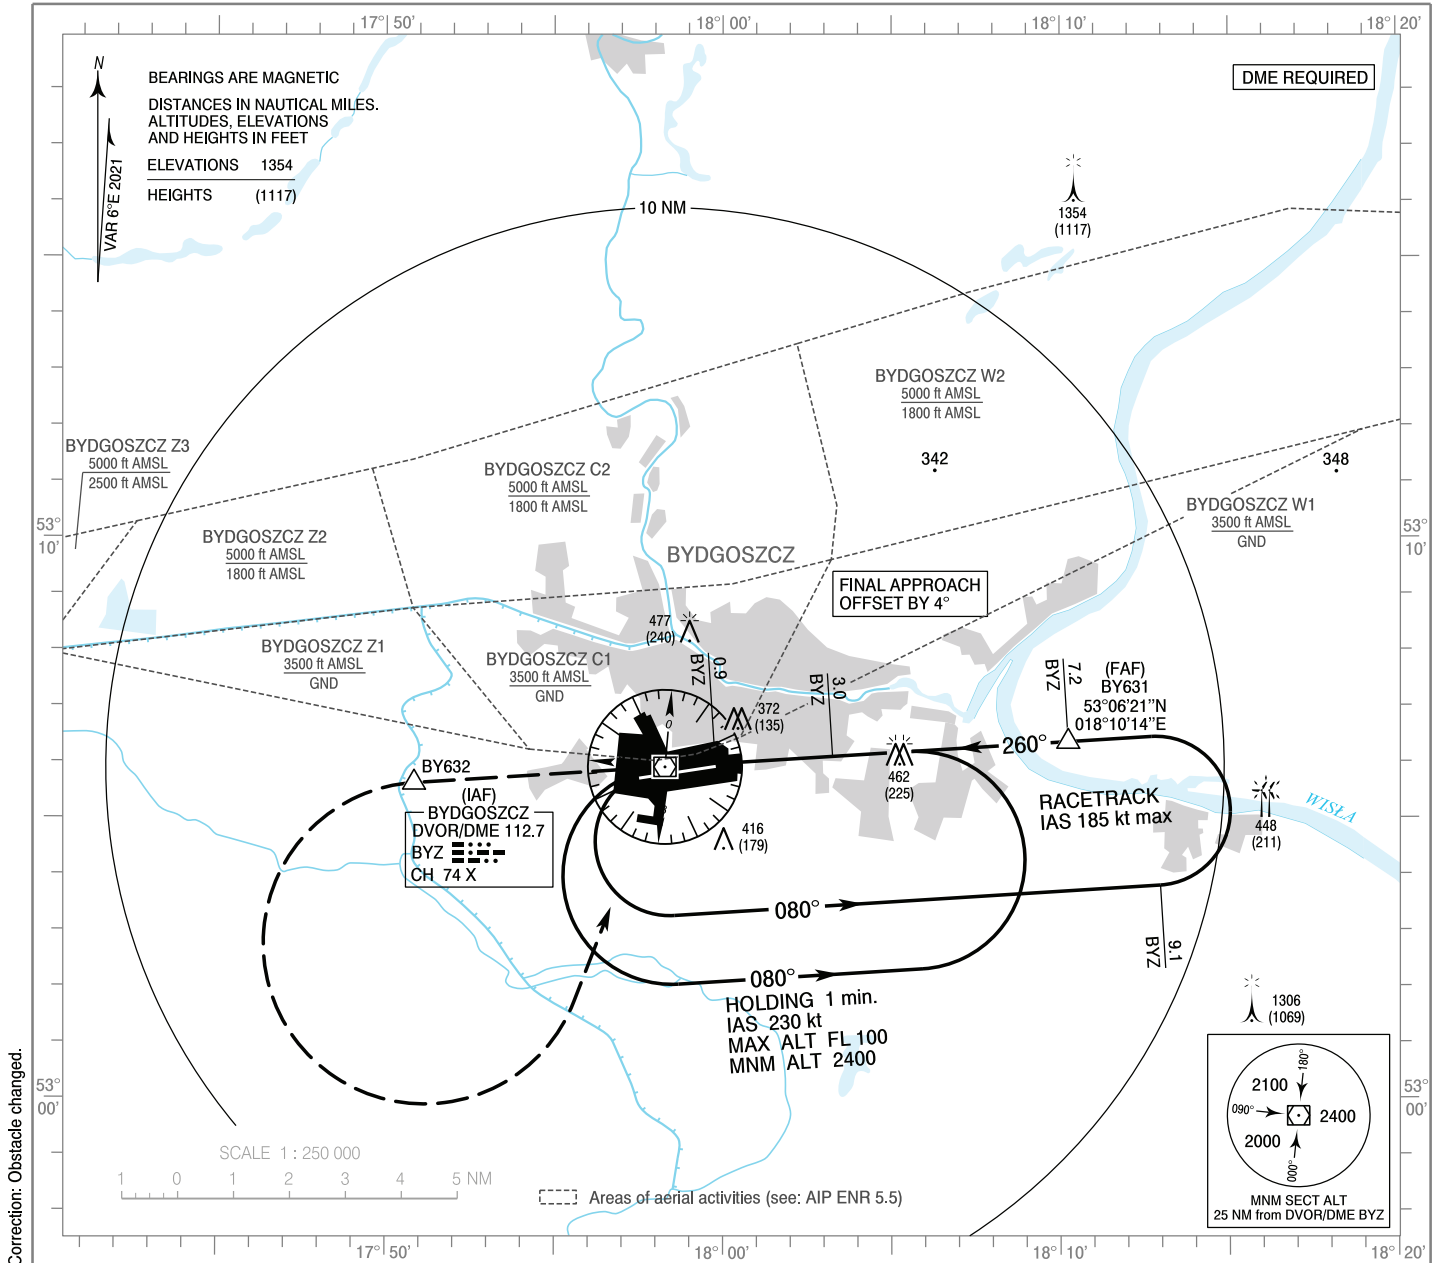 17° 50'
18° 00'
18° 10'
18° 20'
N
VAR 6°E 2021
BEARINGS ARE MAGNETIC
DISTANCES IN NAUTICAL MILES.
ALTITUDES, ELEVATIONS
AND HEIGHTS IN FEET
ELEVATIONS 1354
HEIGHTS (1117)
DME REQUIRED
10 NM
1354
(1117)
BYDGOSZCZ W2
5000 ft AMSL
1800 ft AMSL
342
348
BYDGOSZCZ Z3
5000 ft AMSL
2500 ft AMSL
BYDGOSZCZ C2
5000 ft AMSL
1800 ft AMSL
BYDGOSZCZ W1
3500 ft AMSL
GND
53°
10'
BYDGOSZCZ Z2
5000 ft AMSL
1800 ft AMSL
53°
10'
BYDGOSZCZ
FINAL APPROACH
OFFSET BY 4°
477
(240)
BYDGOSZCZ Z1
3500 ft AMSL
GND
BYDGOSZCZ C1
3500 ft AMSL
GND
0.9
BYZ
3.0
BYZ
7.2
BYZ
(FAF)
BY631
53°06'21"N
018°10'14"E
372
(135)
0
260°
462
(225)
BY632
(IAF)
BYDGOSZCZ
DVOR/DME 112.7
BYZ
CH 74 X
416
(179)
RACETRACK
IAS 185 kt max
448
(211)
WISŁA
080°
9.1
BYZ
080°
HOLDING 1 min.
IAS 230 kt
MAX ALT FL 100
MNM ALT 2400
1306
(1069)
53°
00'
53°
00'
180°
2100
090°
2400
2000
000°
MNM SECT ALT
25 NM from DVOR/DME BYZ
SCALE 1 : 250 000
1 0 1 2 3 4 5 NM
Areas of aerial activities (see: AIP ENR 5.5)
Correction: Obstacle changed.
17° 50'
18° 00'
18° 10'
18° 20'